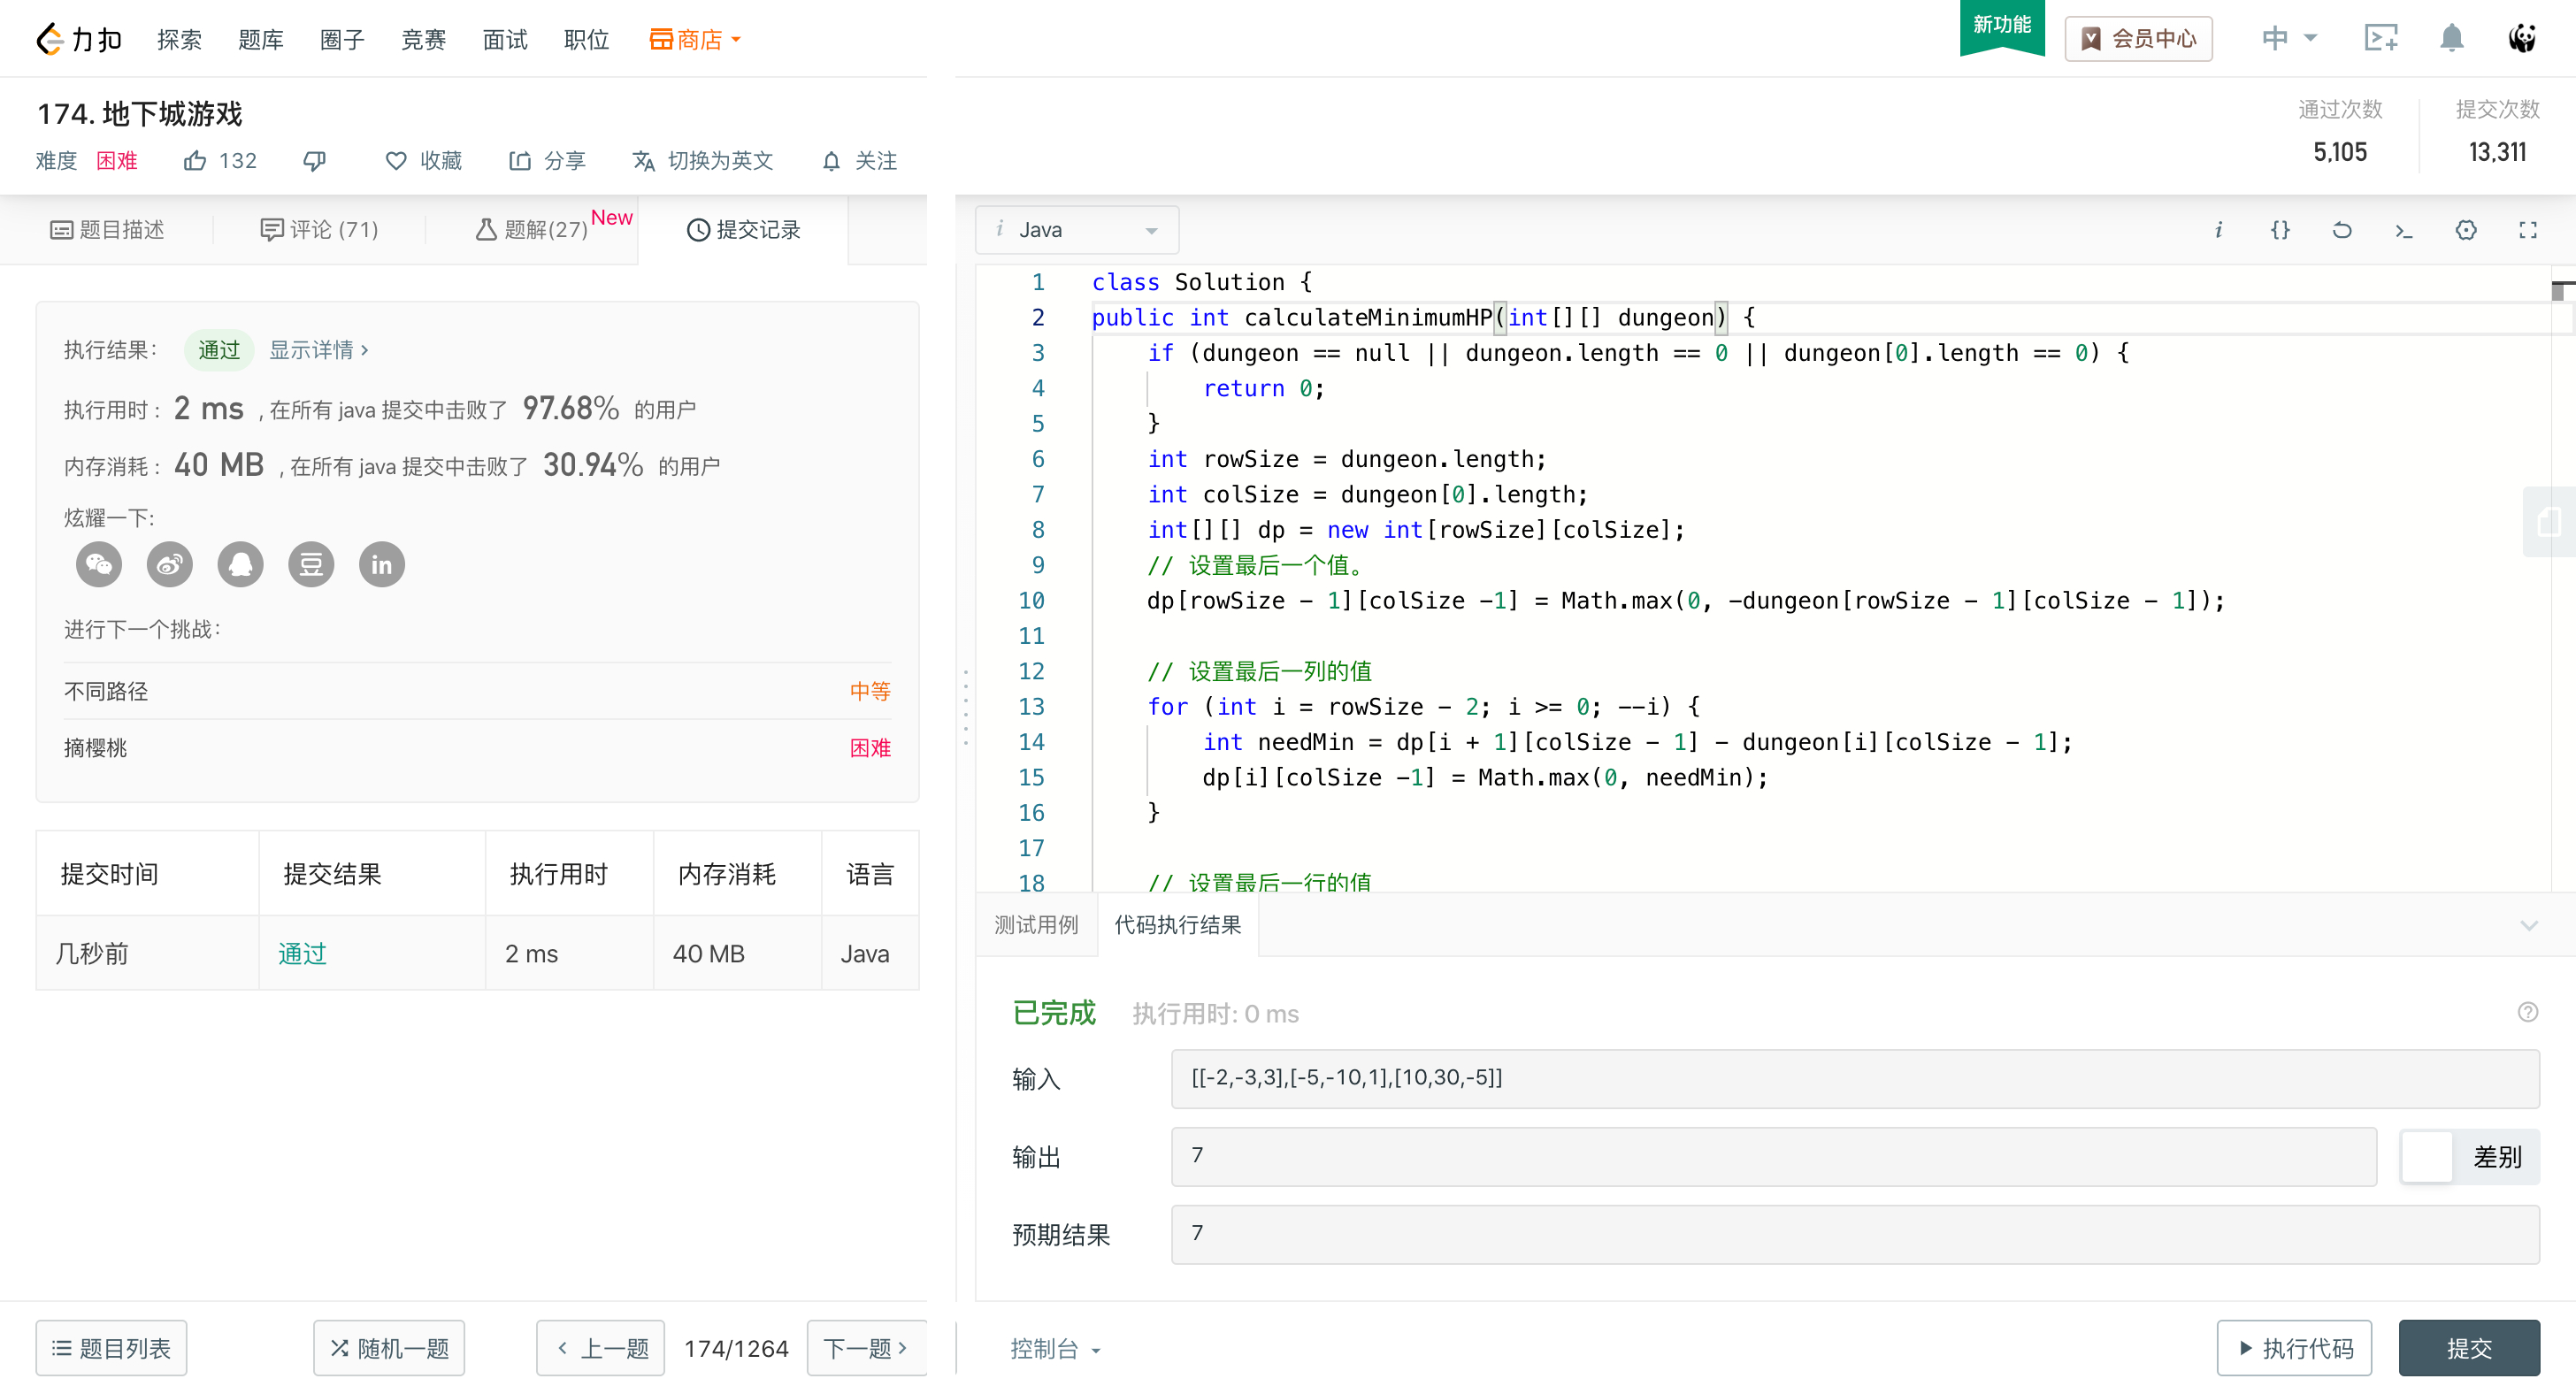 力扣 探索 题库 圈子 竞赛 面试 职位 商店 新功能 会员中心 中
174. 地下城游戏
难度 困难 132 收藏 分享 切换为英文 关注
通过次数 提交次数
5,105 13,311
题目描述 评论 (71) 题解(27) New 提交记录
执行结果： 通过 显示详情 ›
执行用时 : 2 ms , 在所有 java 提交中击败了 97.68% 的用户
内存消耗 : 40 MB , 在所有 java 提交中击败了 30.94% 的用户
炫耀一下:
豆 in
进行下一个挑战：
不同路径 中等
摘樱桃 困难
提交时间 提交结果 执行用时 内存消耗 语言
几秒前 通过 2 ms 40 MB Java
i Java i {} >_
1 class Solution {
2 public int calculateMinimumHP(int[][] dungeon) {
3 if (dungeon == null || dungeon.length == 0 || dungeon[0].length == 0) {
4 return 0;
5 }
6 int rowSize = dungeon.length;
7 int colSize = dungeon[0].length;
8 int[][] dp = new int[rowSize][colSize];
9 // 设置最后一个值。
10 dp[rowSize - 1][colSize -1] = Math.max(0, -dungeon[rowSize - 1][colSize - 1]);
11
12 // 设置最后一列的值
13 for (int i = rowSize - 2; i >= 0; --i) {
14 int needMin = dp[i + 1][colSize - 1] - dungeon[i][colSize - 1];
15 dp[i][colSize -1] = Math.max(0, needMin);
16 }
17
18 // 设置最后一行的值
测试用例 代码执行结果
已完成 执行用时: 0 ms
输入 [[-2,-3,3],[-5,-10,1],[10,30,-5]]
输出 7 差别
预期结果 7
题目列表 随机一题 ‹ 上一题 174/1264 下一题 › 控制台 执行代码 提交